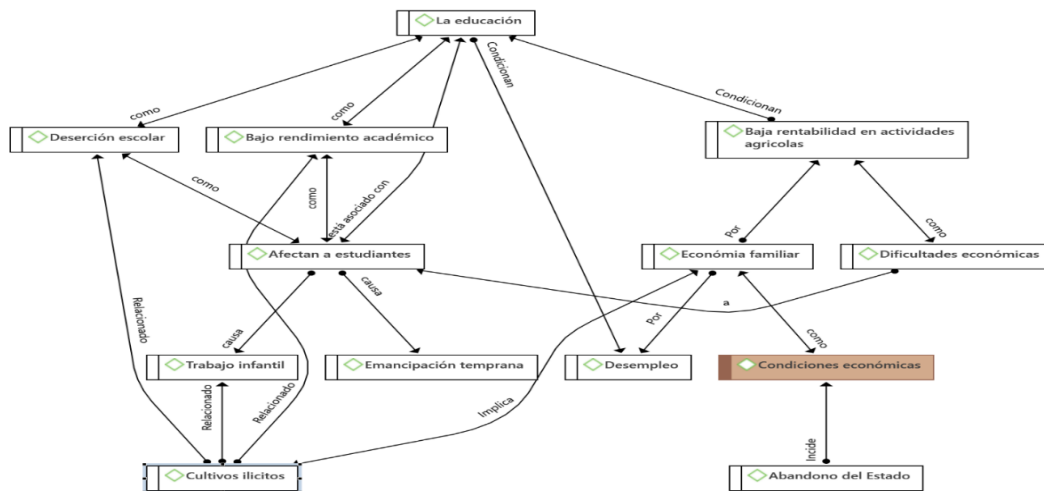 La educación
Condicionan
como
como
Condicionan
Deserción escolar
Bajo rendimiento académico
Baja rentabilidad en actividades
agricolas
como
como
está asociado con
Por
como
Afectan a estudiantes
Económia familiar
Dificultades económicas
a
causa
causa
Relacionado
Por
como
Trabajo infantil
Emancipación temprana
Desempleo
Condiciones económicas
Relacionado
Relacionado
Implica
Incide
Cultivos ilicitos
Abandono del Estado